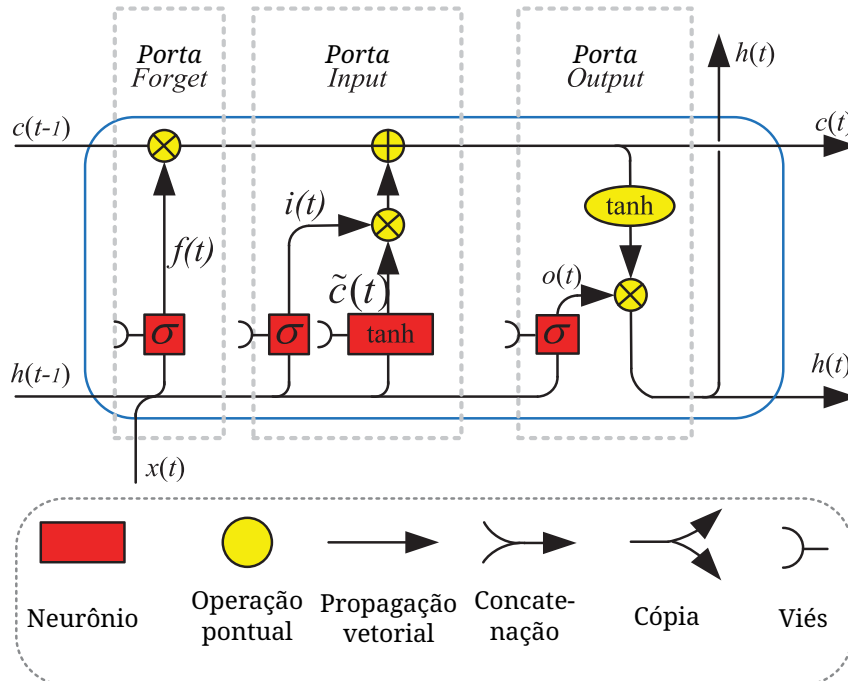 Porta
Forget
Porta
Input
Porta
Output
h(t)
c(t-1)
c(t)
i(t)
tanh
f(t)
c̃(t)
o(t)
σ
σ
tanh
σ
h(t-1)
h(t)
x(t)
Neurônio
Operação
pontual
Propagação
vetorial
Concate-
nação
Cópia
Viés